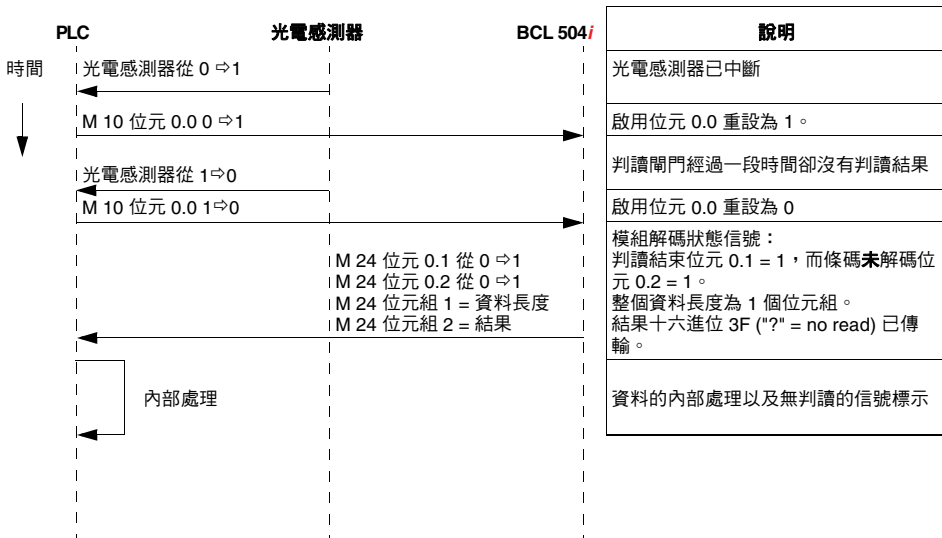 PLC
光電感測器
BCL 504i
說明
時間
光電感測器從 0 ⇨1
光電感測器已中斷
M 10 位元 0.0 0 ⇨1
啟用位元 0.0 重設為 1。
判讀閘門經過一段時間卻沒有判讀結果
光電感測器從 1⇨0
M 10 位元 0.0 1⇨0
啟用位元 0.0 重設為 0
M 24 位元 0.1 從 0 ⇨1
M 24 位元 0.2 從 0 ⇨1
M 24 位元組 1 = 資料長度
M 24 位元組 2 = 結果
模組解碼狀態信號：
判讀結束位元 0.1 = 1，而條碼未解碼位
元 0.2 = 1。
整個資料長度為 1 個位元組。
結果十六進位 3F ("?" = no read) 已傳
輸。
內部處理
資料的內部處理以及無判讀的信號標示